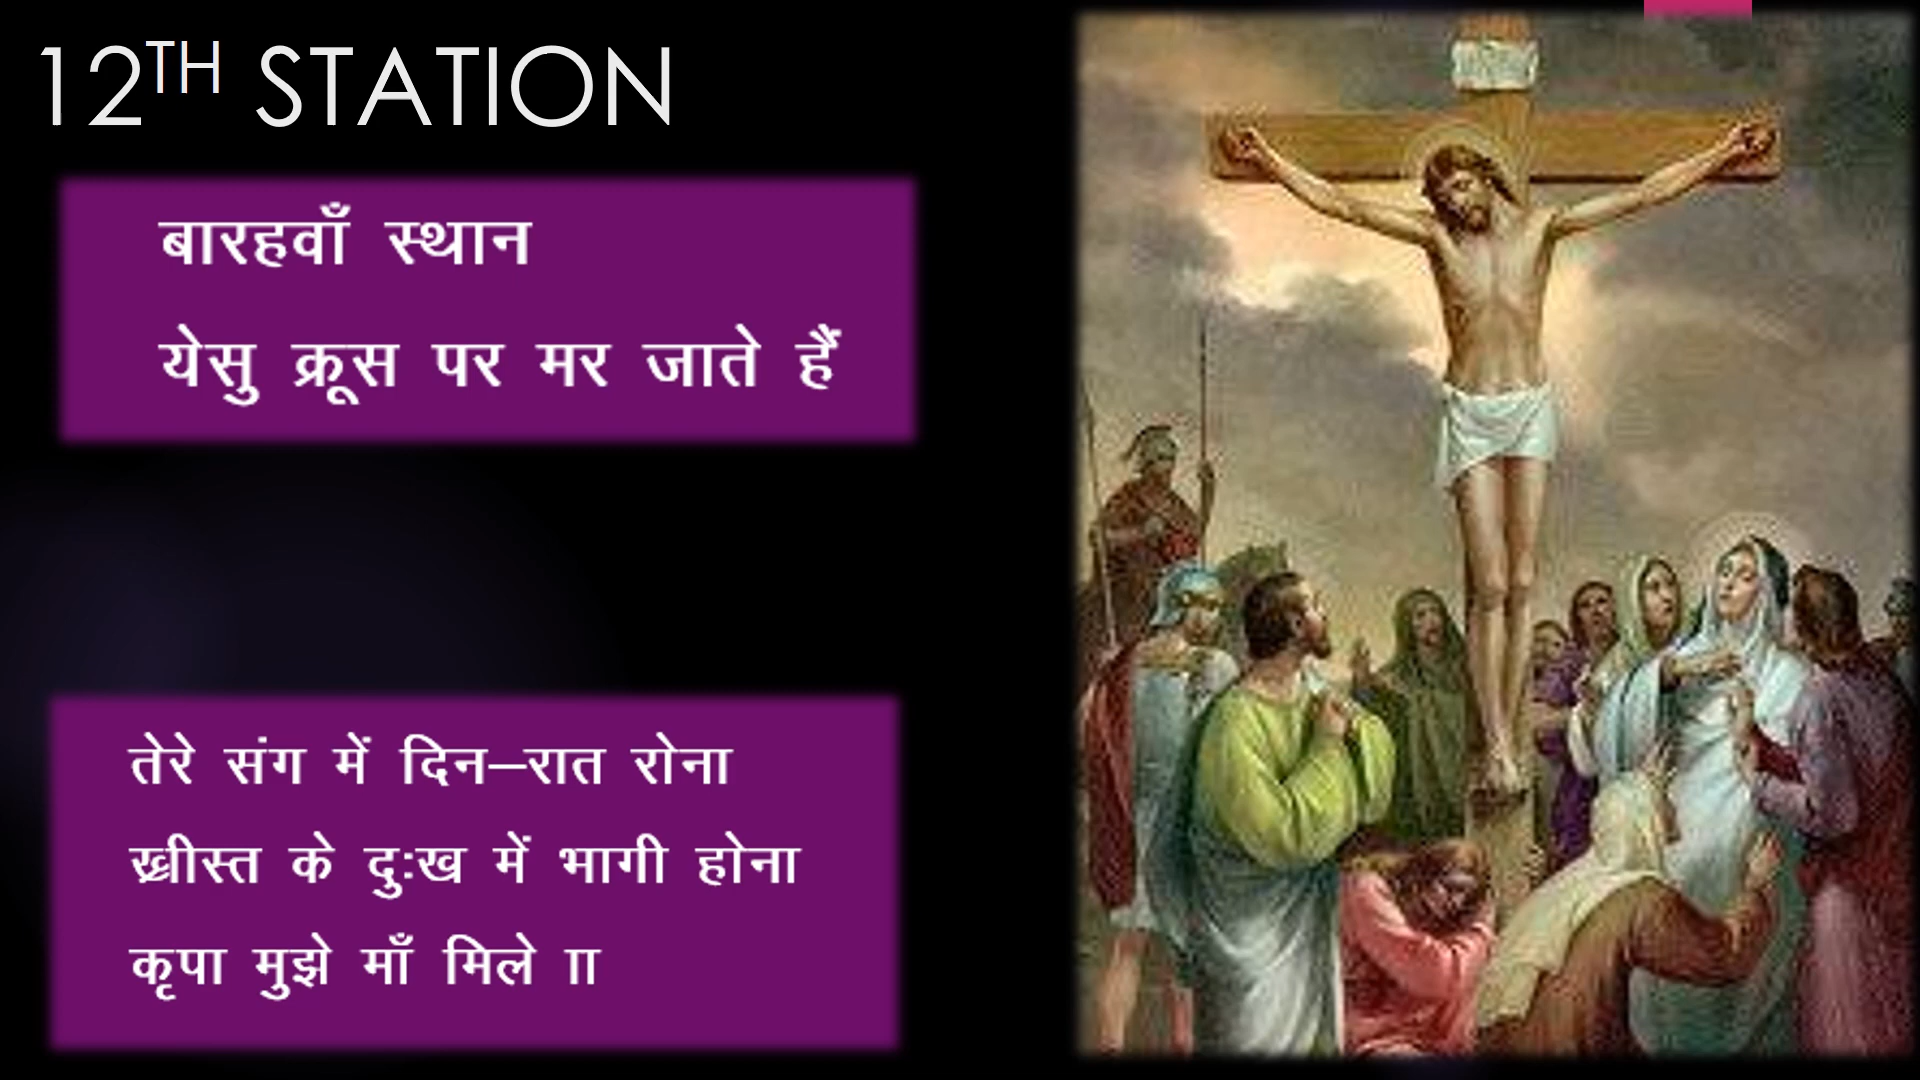 12TH STATION
बारहवाँ स्थान
येसु क्रूस पर मर जाते हैं
तेरे संग में दिन–रात रोना
ख्रीस्त के दुःख में भागी होना
कृपा मुझे माँ मिले ॥